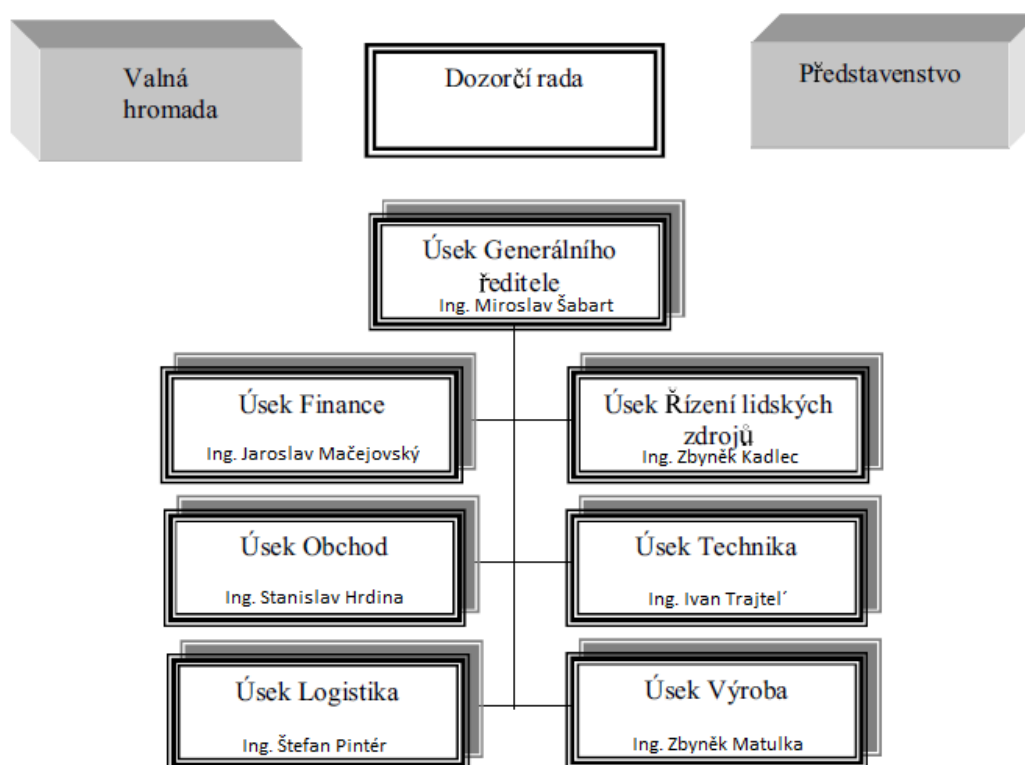 Valná
hromada
Dozorčí rada
Představenstvo
Úsek Generálního
ředitele
Ing. Miroslav Šabart
Úsek Finance
Ing. Jaroslav Mačejovský
Úsek Řízení lidských
zdrojů
Ing. Zbyněk Kadlec
Úsek Obchod
Ing. Stanislav Hrdina
Úsek Technika
Ing. Ivan Trajtel´
Úsek Logistika
Ing. Štefan Pintér
Úsek Výroba
Ing. Zbyněk Matulka